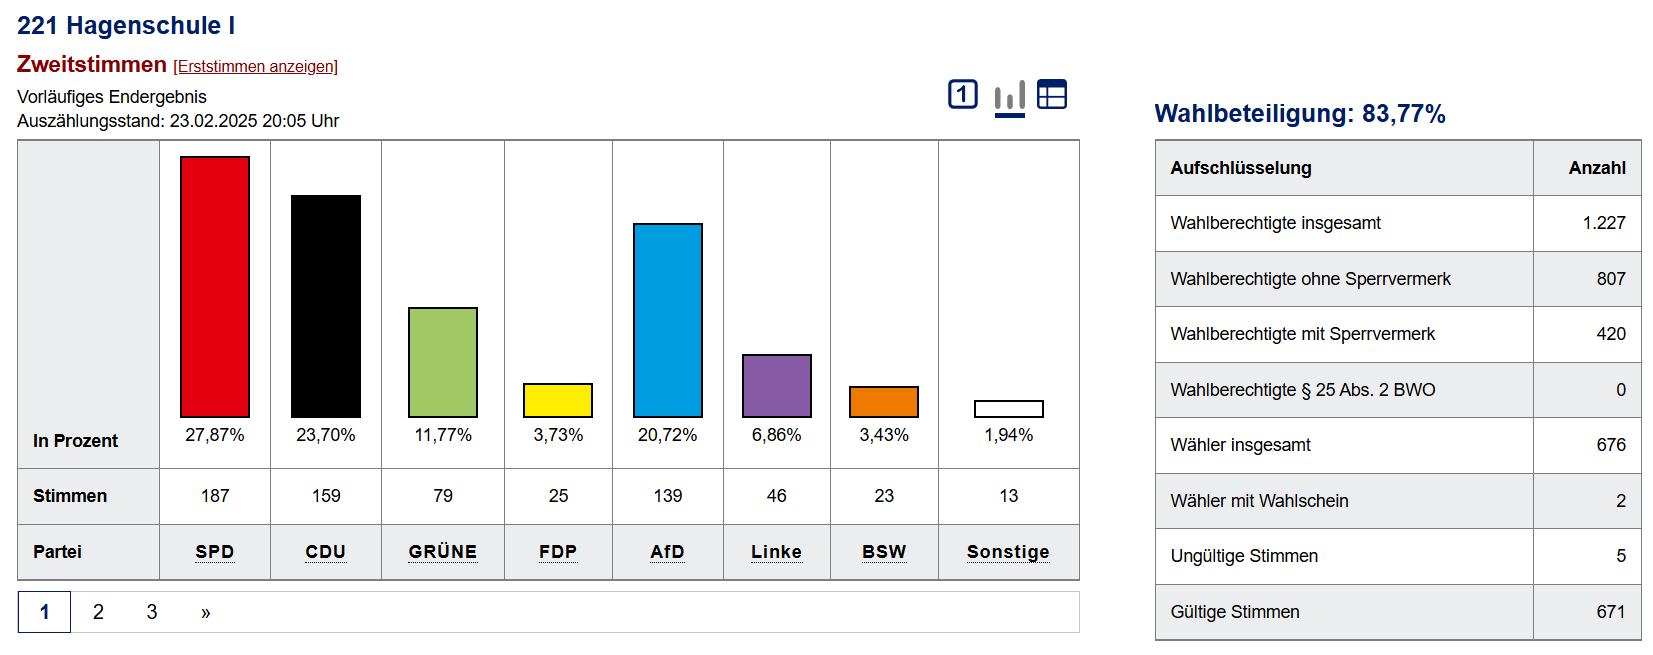 221 Hagenschule I
Zweitstimmen [Erststimmen anzeigen]
Vorläufiges Endergebnis
Auszählungsstand: 23.02.2025 20:05 Uhr
1
In Prozent 27,87% 23,70% 11,77% 3,73% 20,72% 6,86% 3,43% 1,94%
Stimmen 187 159 79 25 139 46 23 13
Partei SPD CDU GRÜNE FDP AfD Linke BSW Sonstige
1 2 3 »
Wahlbeteiligung: 83,77%
Aufschlüsselung Anzahl
Wahlberechtigte insgesamt 1.227
Wahlberechtigte ohne Sperrvermerk 807
Wahlberechtigte mit Sperrvermerk 420
Wahlberechtigte § 25 Abs. 2 BWO 0
Wähler insgesamt 676
Wähler mit Wahlschein 2
Ungültige Stimmen 5
Gültige Stimmen 671